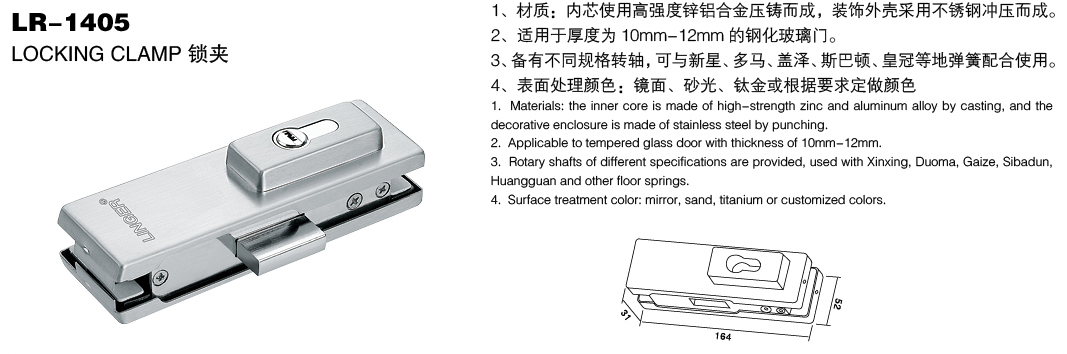 LR-1405
LOCKING CLAMP 锁夹
LINGER®
1、材质：内芯使用高强度锌铝合金压铸而成，装饰外壳采用不锈钢冲压而成。
2、适用于厚度为 10mm-12mm 的钢化玻璃门。
3、备有不同规格转轴，可与新星、多马、盖泽、斯巴顿、皇冠等地弹簧配合使用。
4、表面处理颜色：镜面、砂光、钛金或根据要求定做颜色
1. Materials: the inner core is made of high-strength zinc and aluminum alloy by casting, and the
decorative enclosure is made of stainless steel by punching.
2. Applicable to tempered glass door with thickness of 10mm-12mm.
3. Rotary shafts of different specifications are provided, used with Xinxing, Duoma, Gaize, Sibadun,
Huangguan and other floor springs.
4. Surface treatment color: mirror, sand, titanium or customized colors.
31
164
52